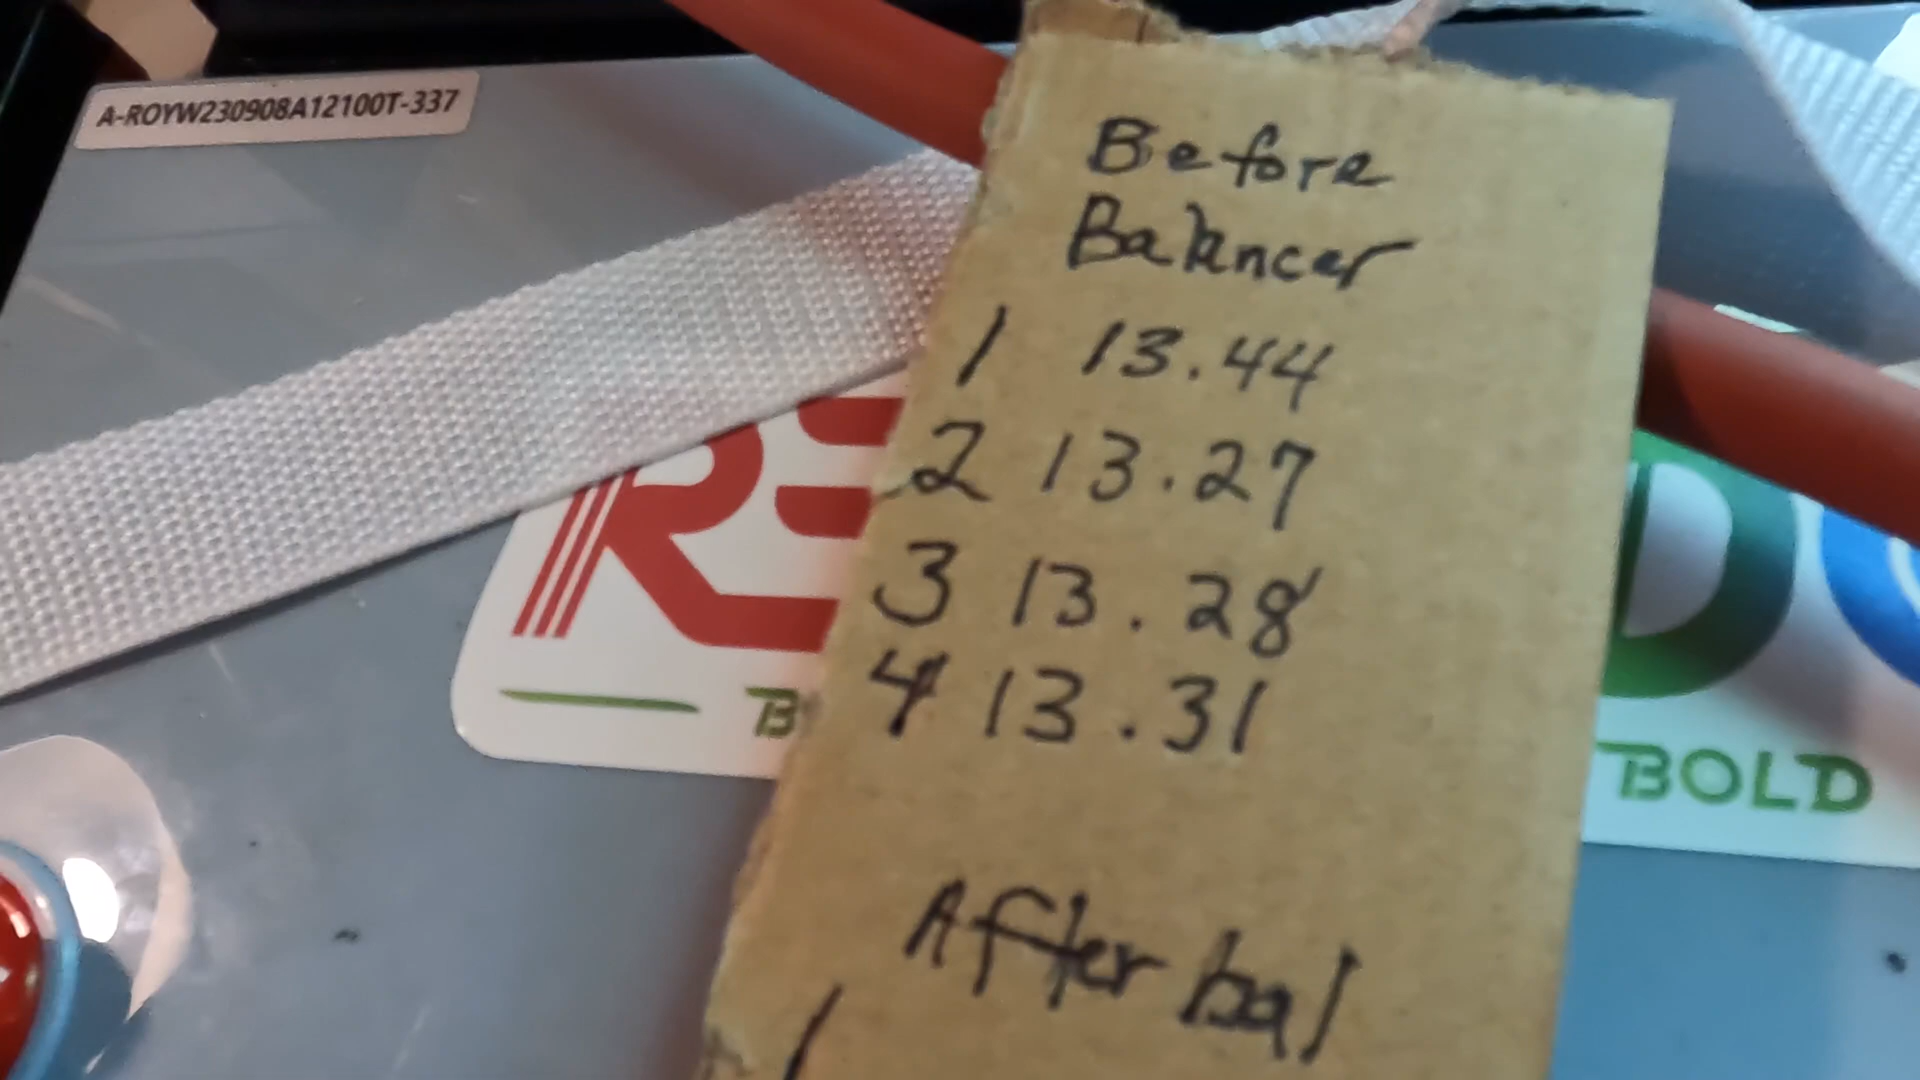 A-ROYW230908A12100T-337
Before
Balancer
1 13.44
2 13.27
3 13.28
4 13.31
After bal
1
BOLD